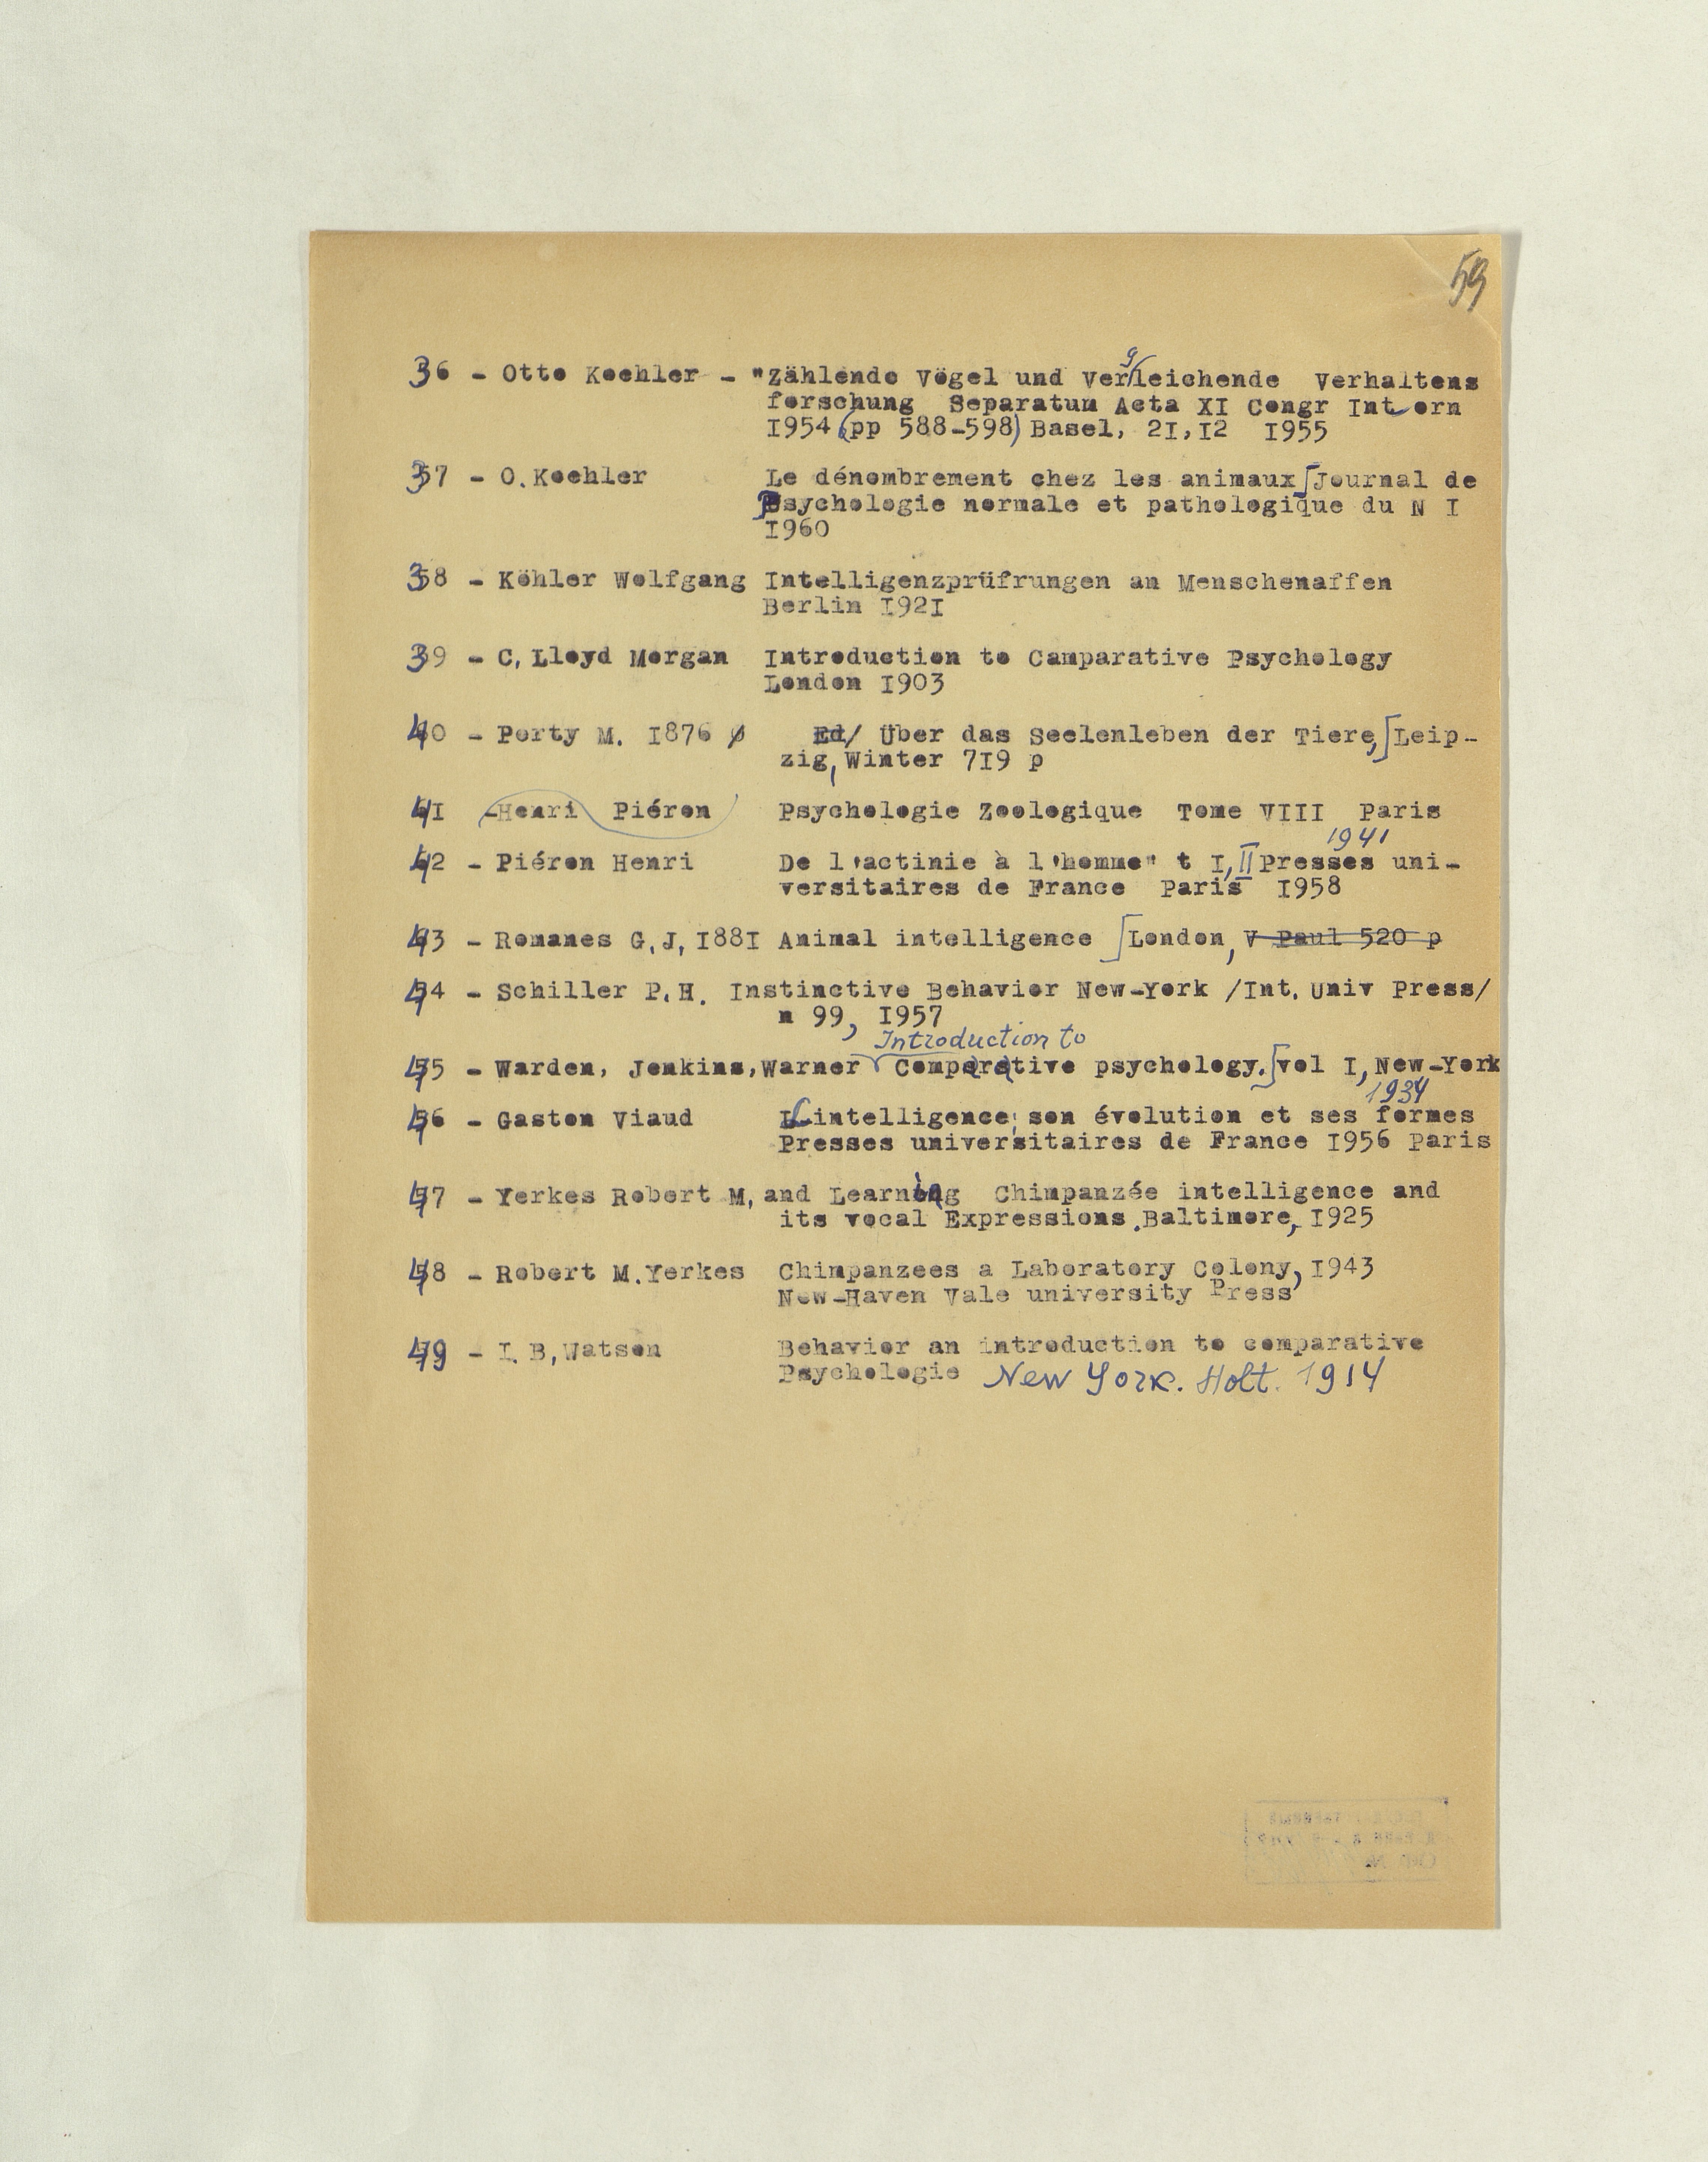 59
36 - Otto Koehler - "Zählende Vögel und Vergleichende Verhaltens
forschung Separatum Acta XI Congr Int orn
1954 (pp 588-598) Basel, 21,12 1955
37 - O. Koehler Le dénombrement chez les animaux [Journal de
Psychologie normale et pathologique du N I
1960
38 - Köhler Wolfgang Intelligenzprüfrungen an Menschenaffen
Berlin 1921
39 - C, Lloyd Morgan Introduction to Camparative Psychology
London 1903
40 - Perty M. 1876 Ed/ Über das Seelenleben der Tiere,] Leip-
zig, Winter 719 p
41 - Henri Piéron Psychologie Zoologique Tome VIII Paris
1941
42 - Piéron Henri De l'actinie à l'homme" t I, II Presses uni-
versitaires de France Paris 1958
43 - Romanes G, J, 1881 Animal intelligence [London, V Paul 520 p
44 - Schiller P. H. Instinctive Behavior New-York /Int. Univ Press/
n 99, 1957
Introduction to
45 - Warden, Jenkins, Warner Comparative psychology.] vol I, New-York
1934
46 - Gaston Viaud L'intelligence; son évolution et ses formes
Presses universitaires de France 1956 Paris
47 - Yerkes Robert M, and Learning Chimpanzée intelligence and
its vocal Expressions. Baltimore, 1925
48 - Robert M. Yerkes Chimpanzees a Laboratory Colony, 1943
New-Haven Vale university Press
49 - I. B, Watson Behavior an introduction to comparative
Psychologie New York. Holt. 1914